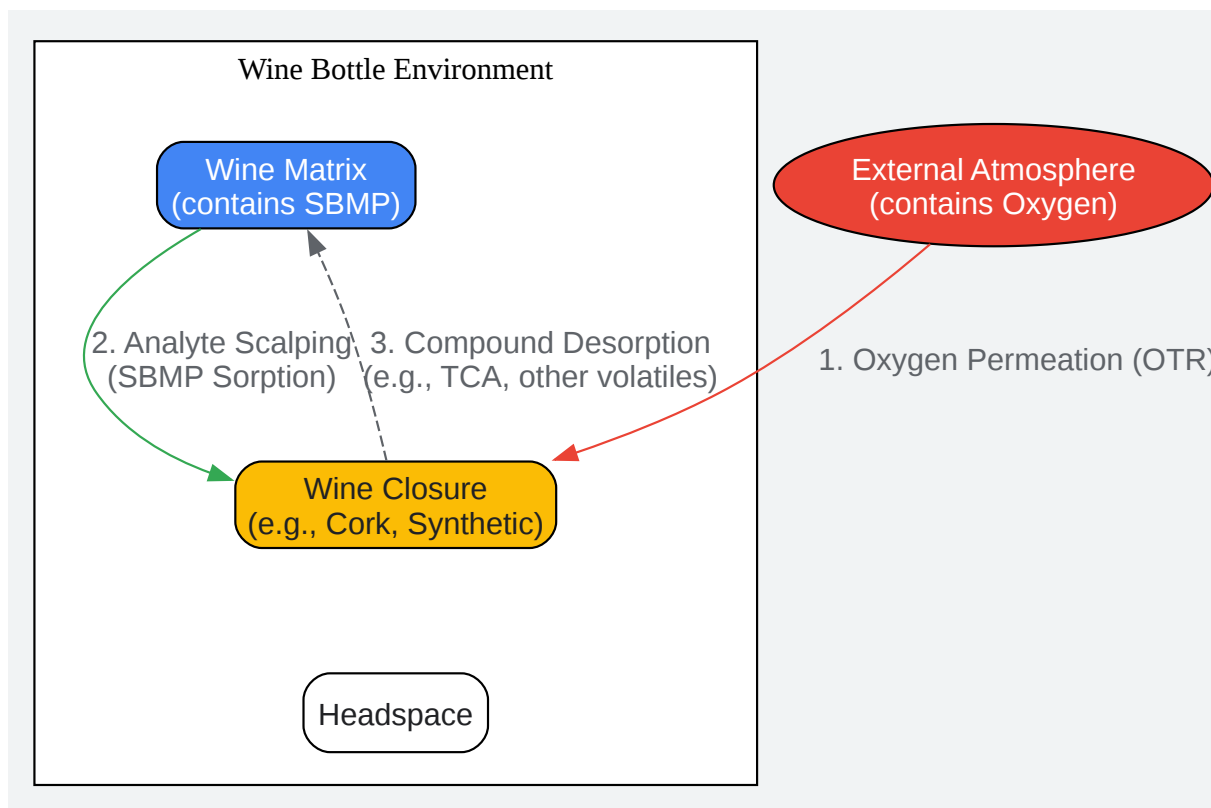 Wine Bottle Environment
Wine Matrix
(contains SBMP)
External Atmosphere
(contains Oxygen)
2. Analyte Scalping
(SBMP Sorption)
3. Compound Desorption
(e.g., TCA, other volatiles)
1. Oxygen Permeation (OTR)
Wine Closure
(e.g., Cork, Synthetic)
Headspace